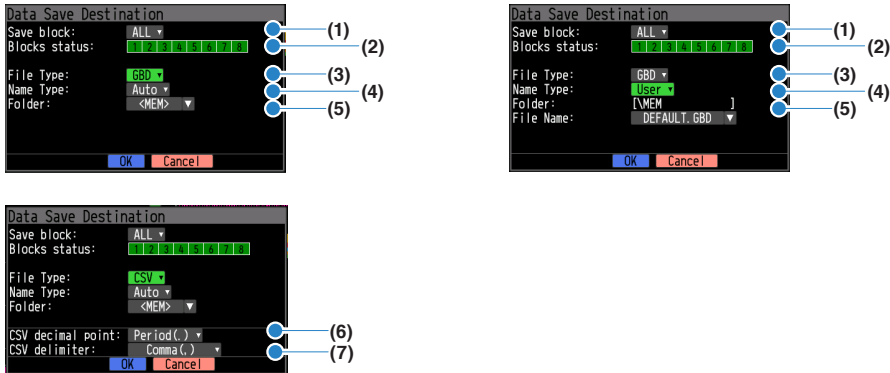 Data Save Destination
Save block: ALL ▾ (1)
Blocks status: 1 2 3 4 5 6 7 8 (2)
File Type: GBD ▾ (3)
Name Type: Auto ▾ (4)
Folder: <MEM> ▼ (5)
OK Cancel
Data Save Destination
Save block: ALL ▾ (1)
Blocks status: 1 2 3 4 5 6 7 8 (2)
File Type: GBD ▾ (3)
Name Type: User ▾ (4)
Folder: [\MEM ] (5)
File Name: DEFAULT.GBD ▼
OK Cancel
Data Save Destination
Save block: ALL ▾
Blocks status: 1 2 3 4 5 6 7 8
File Type: CSV ▾
Name Type: Auto ▾
Folder: <MEM> ▼
CSV decimal point: Period(.) ▾ (6)
CSV delimiter: Comma(,) ▾ (7)
OK Cancel